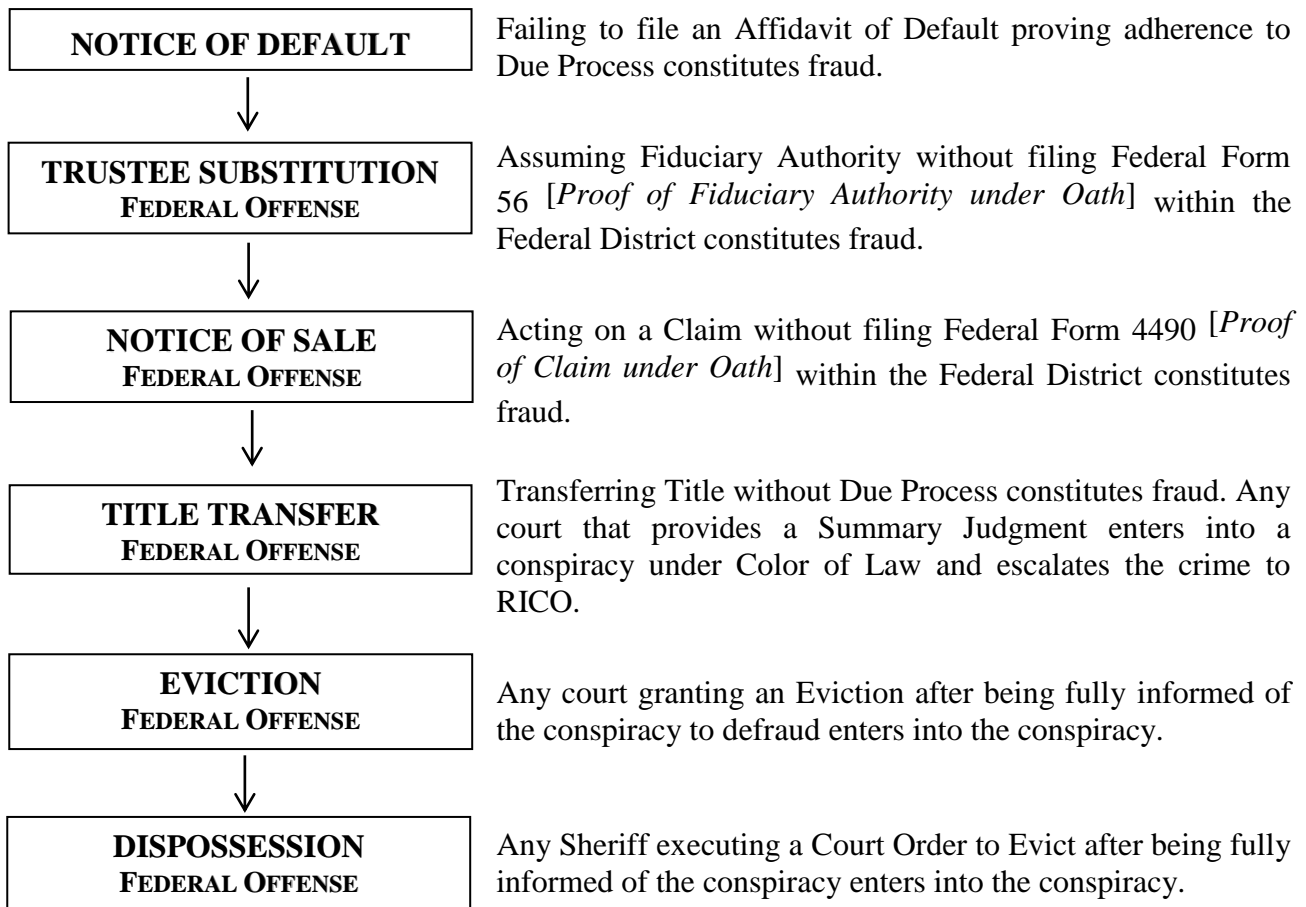 NOTICE OF DEFAULT
Failing to file an Affidavit of Default proving adherence to
Due Process constitutes fraud.
TRUSTEE SUBSTITUTION
FEDERAL OFFENSE
Assuming Fiduciary Authority without filing Federal Form
56 [Proof of Fiduciary Authority under Oath] within the
Federal District constitutes fraud.
NOTICE OF SALE
FEDERAL OFFENSE
Acting on a Claim without filing Federal Form 4490 [Proof
of Claim under Oath] within the Federal District constitutes
fraud.
TITLE TRANSFER
FEDERAL OFFENSE
Transferring Title without Due Process constitutes fraud. Any
court that provides a Summary Judgment enters into a
conspiracy under Color of Law and escalates the crime to
RICO.
EVICTION
FEDERAL OFFENSE
Any court granting an Eviction after being fully informed of
the conspiracy to defraud enters into the conspiracy.
DISPOSSESSION
FEDERAL OFFENSE
Any Sheriff executing a Court Order to Evict after being fully
informed of the conspiracy enters into the conspiracy.